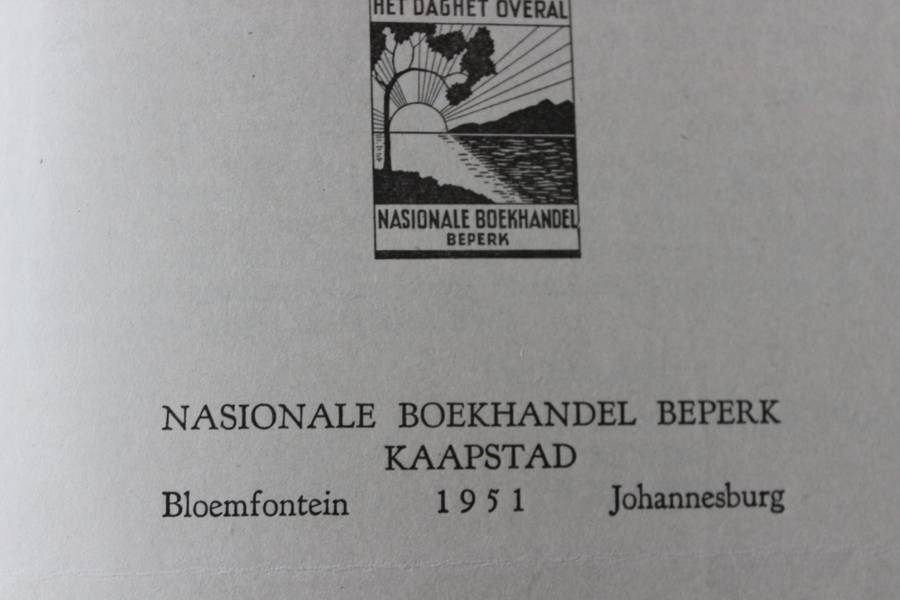 HET DAGHET OVERAL
NASIONALE BOEKHANDEL
BEPERK
NASIONALE BOEKHANDEL BEPERK
KAAPSTAD
Bloemfontein 1951 Johannesburg